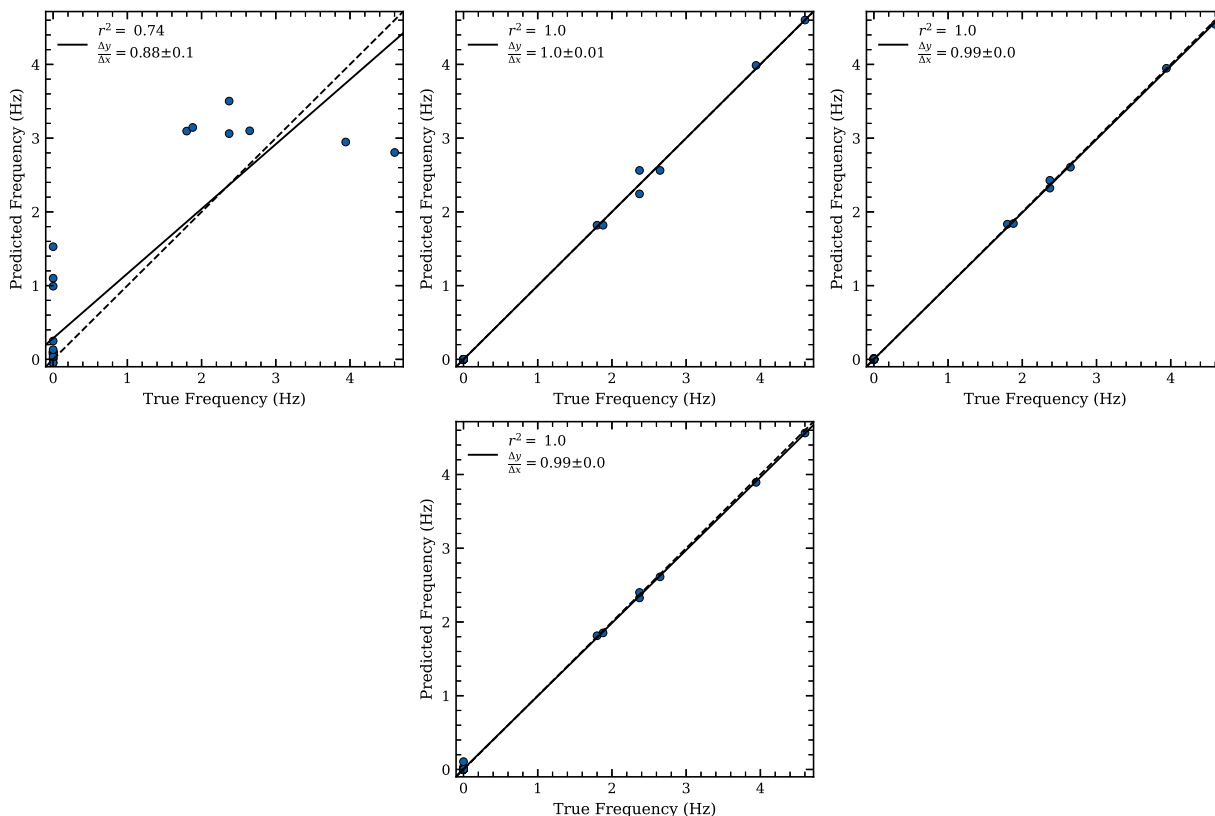 r² = 0.74
Δy/Δx = 0.88±0.1
Predicted Frequency (Hz)
4
3
2
1
0
0 1 2 3 4
True Frequency (Hz)
r² = 1.0
Δy/Δx = 1.0±0.01
Predicted Frequency (Hz)
4
3
2
1
0
0 1 2 3 4
True Frequency (Hz)
r² = 1.0
Δy/Δx = 0.99±0.0
Predicted Frequency (Hz)
4
3
2
1
0
0 1 2 3 4
True Frequency (Hz)
r² = 1.0
Δy/Δx = 0.99±0.0
Predicted Frequency (Hz)
4
3
2
1
0
0 1 2 3 4
True Frequency (Hz)